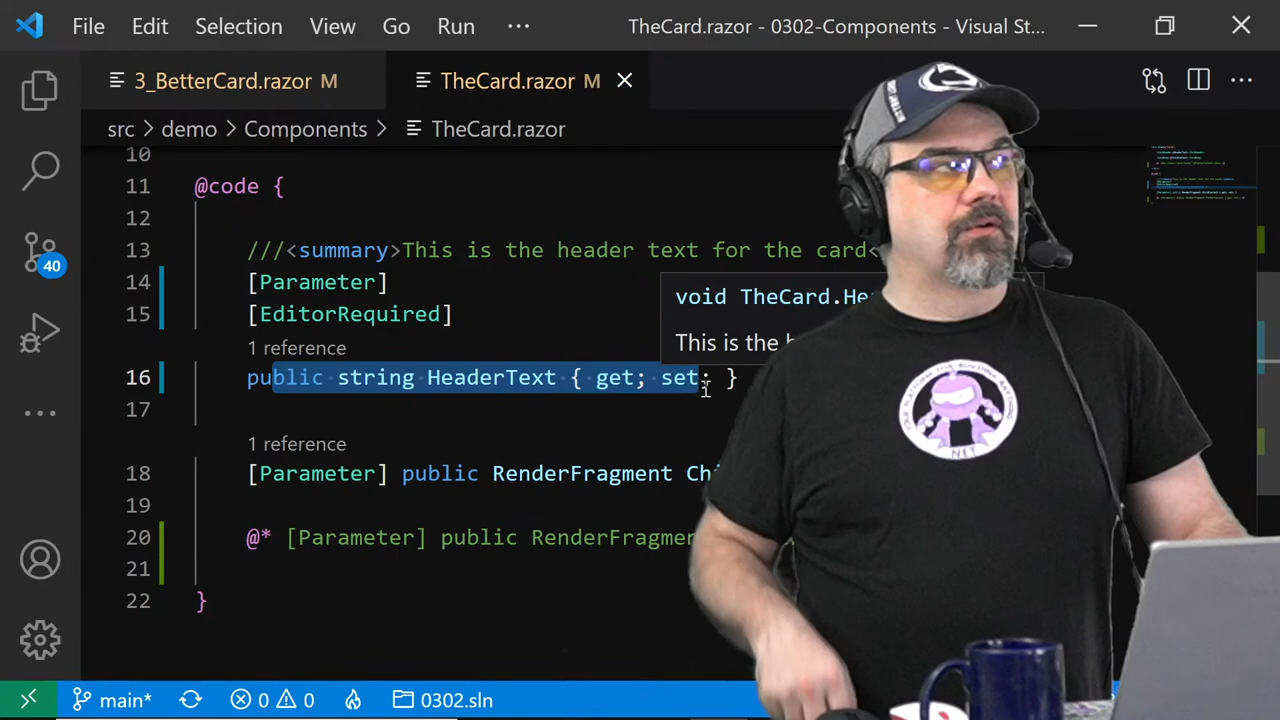 File Edit Selection View Go Run ··· TheCard.razor - 0302-Components - Visual St...
3_BetterCard.razor M TheCard.razor M
src > demo > Components > TheCard.razor
10
11 @code {
12
13 ///<summary>This is the header text for the card<
14 [Parameter]
15 [EditorRequired]
void TheCard.He
1 reference
This is the h
16 public string HeaderText { get; set; }
17
1 reference
18 [Parameter] public RenderFragment Ch
19
20 @* [Parameter] public RenderFragmen
21
22 }
40
.NET
main* 0 0 0302.sln